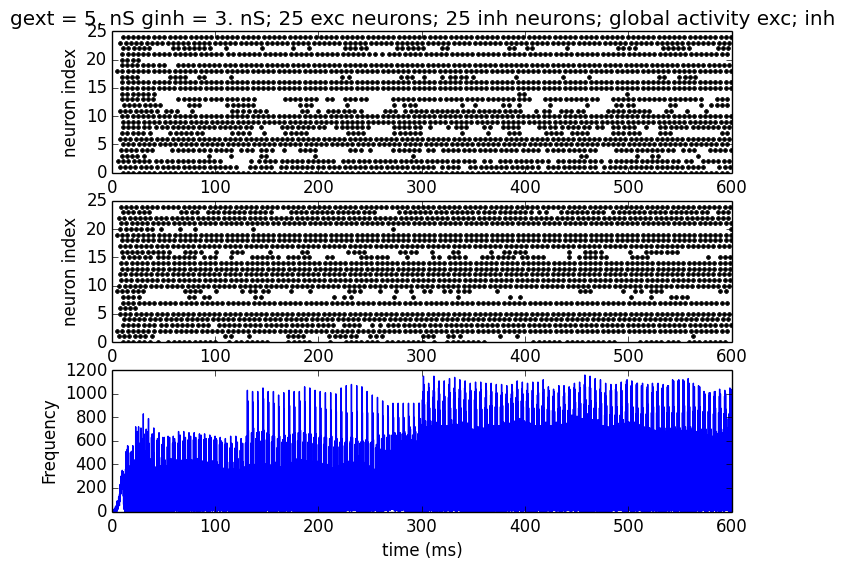 gext = 5. nS ginh = 3. nS; 25 exc neurons; 25 inh neurons; global activity exc; inh
25
20
15
10
5
0
neuron index
0 100 200 300 400 500 600
25
20
15
10
5
0
neuron index
0 100 200 300 400 500 600
1200
1000
800
600
400
200
0
Frequency
0 100 200 300 400 500 600
time (ms)